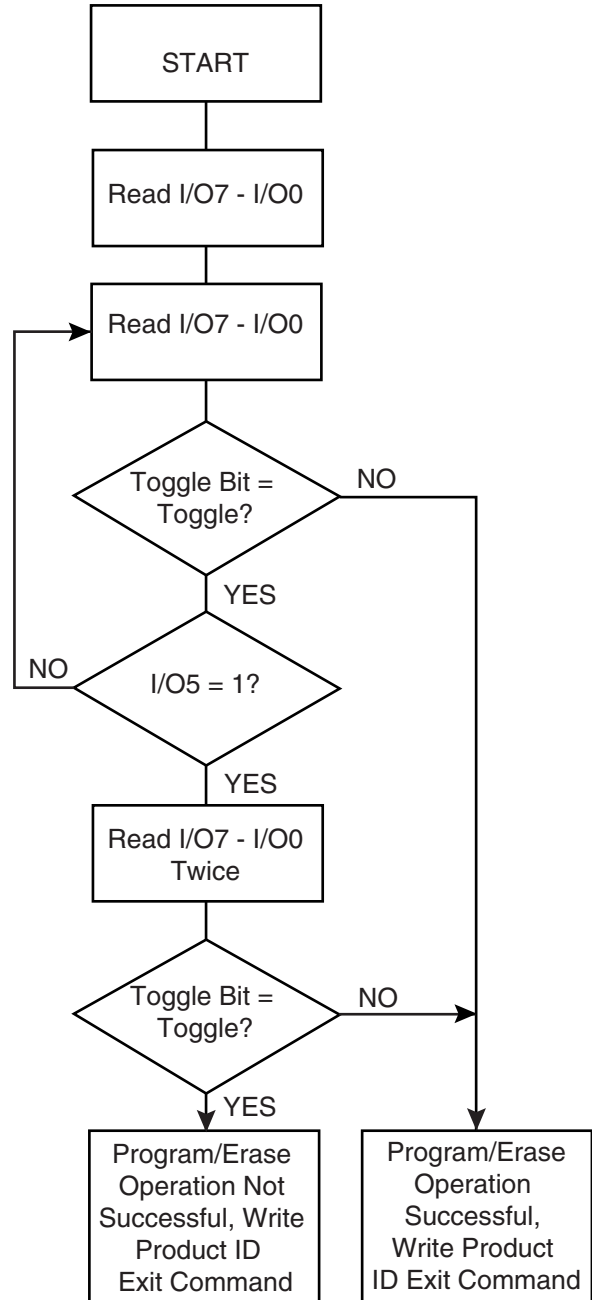 START
Read I/O7 - I/O0
Read I/O7 - I/O0
Toggle Bit =
Toggle?
NO
YES
NO
I/O5 = 1?
YES
Read I/O7 - I/O0
Twice
Toggle Bit =
Toggle?
NO
YES
Program/Erase
Operation Not
Successful, Write
Product ID
Exit Command
Program/Erase
Operation
Successful,
Write Product
ID Exit Command